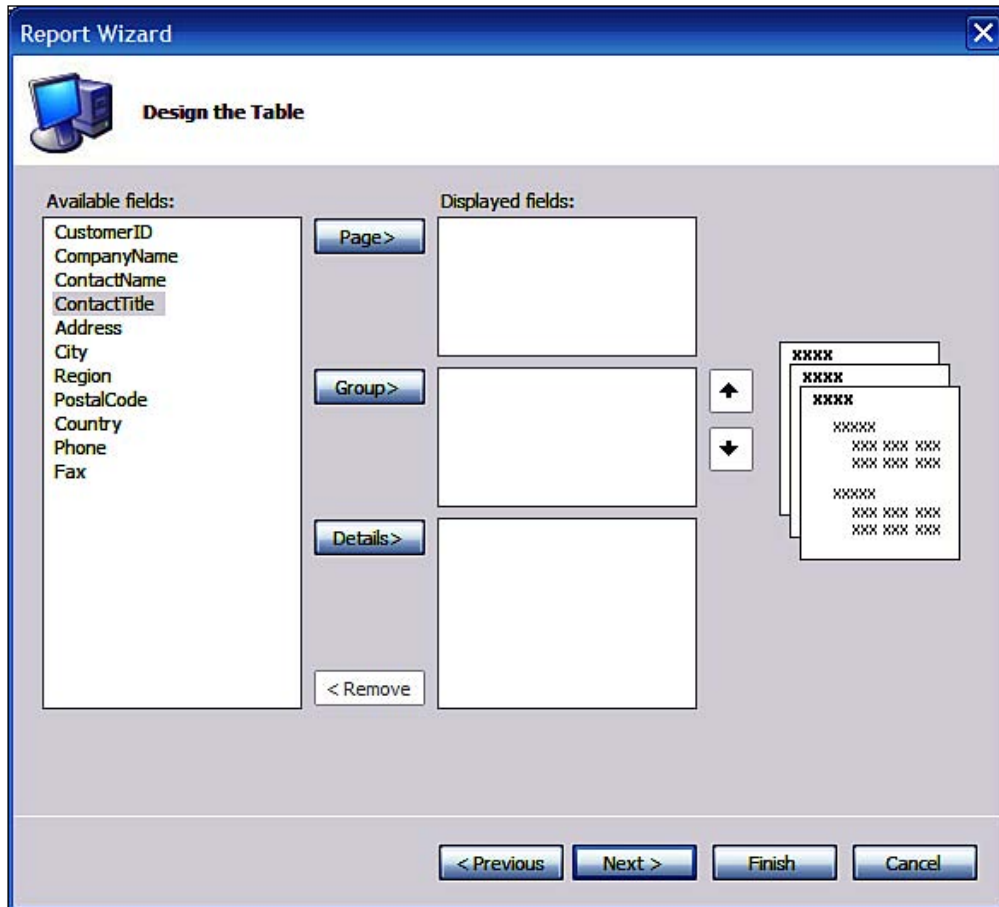 Report Wizard
Design the Table
Available fields:
CustomerID
CompanyName
ContactName
ContactTitle
Address
City
Region
PostalCode
Country
Phone
Fax
Page>
Group>
Details>
< Remove
Displayed fields:
xxxx
xxxx
xxxx
xxxxx
xxx xxx xxx
xxx xxx xxx
xxxxx
xxx xxx xxx
xxx xxx xxx
< Previous
Next >
Finish
Cancel